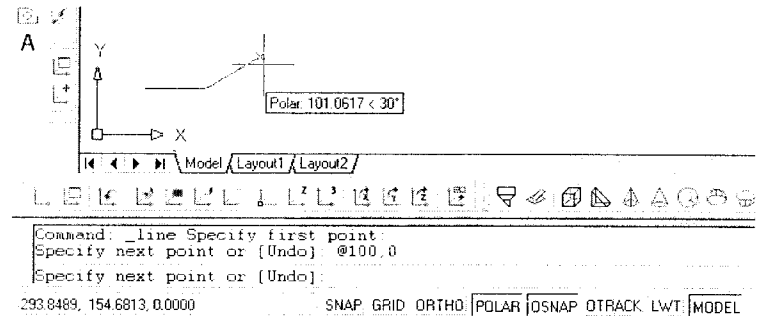 A
Y
Polar: 101.0617 < 30°
X
Model Layout1 Layout2
Command: _line Specify first point:
Specify next point or [Undo]: @100,0
Specify next point or [Undo]:
293.8489, 154.6813, 0.0000 SNAP GRID ORTHO POLAR OSNAP OTRACK LWT MODEL